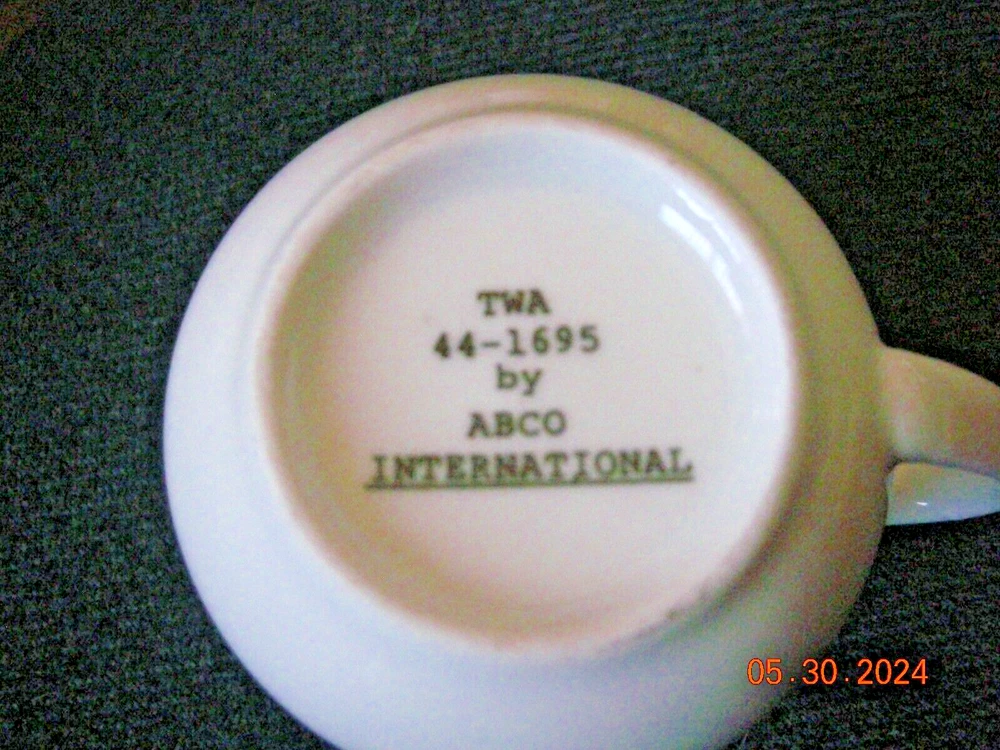 TWA
44-1695
by
ABCO
INTERNATIONAL
05.30.2024